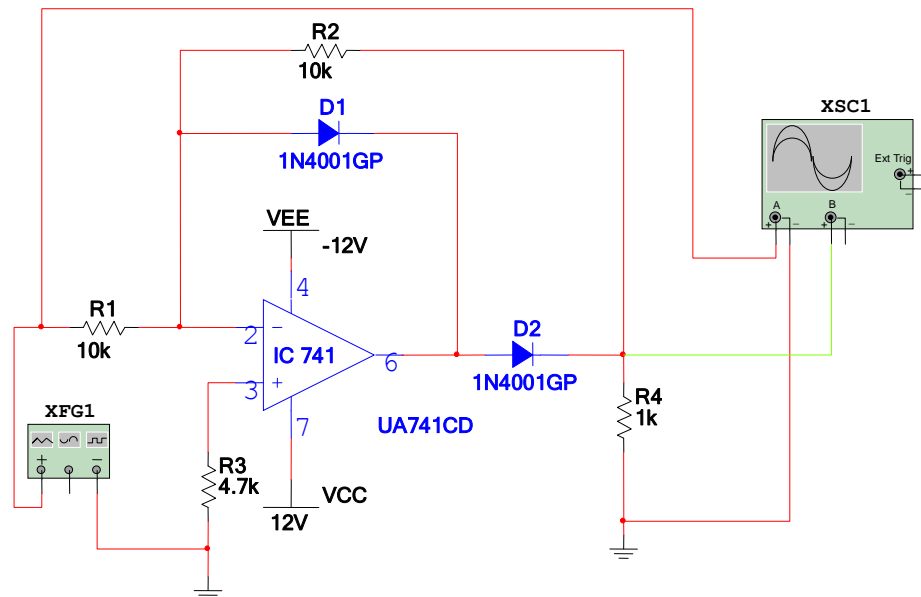 R2
10k
D1
1N4001GP
XSC1
Ext Trig
+
−
A
B
+ − + −
VEE
-12V
4
R1
10k
2 −
IC 741
6
3 +
7
D2
1N4001GP
UA741CD
R4
1k
XFG1
+ −
R3
4.7k
VCC
12V